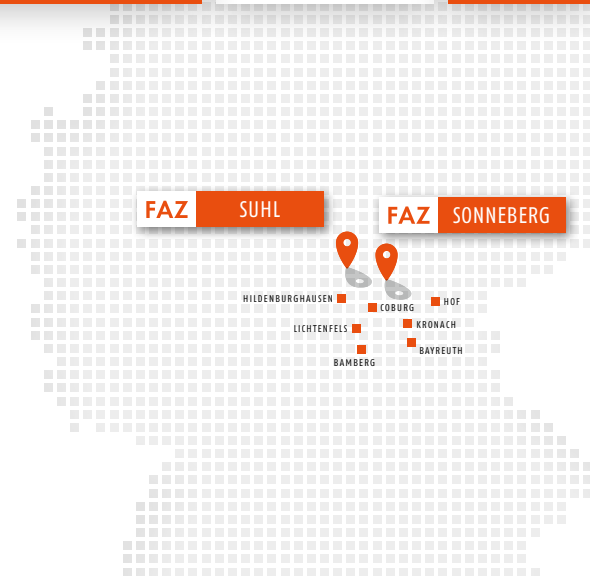 FAZ SUHL
FAZ SONNEBERG
HILDENBURGHAUSEN
COBURG
HOF
LICHTENFELS
KRONACH
BAYREUTH
BAMBERG